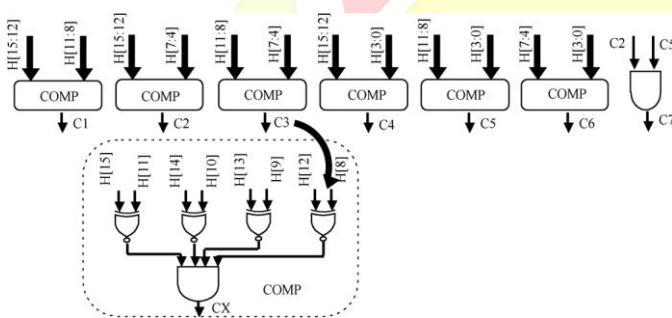 H[15:12] H[11:8] H[15:12] H[7:4] H[11:8] H[7:4] H[15:12] H[3:0] H[11:8] H[3:0] H[7:4] H[3:0] C2 C5
COMP COMP COMP COMP COMP COMP
C1 C2 C3 C4 C5 C6 C7
H[15] H[11] H[14] H[10] H[13] H[9] H[12] H[8]
COMP
CX